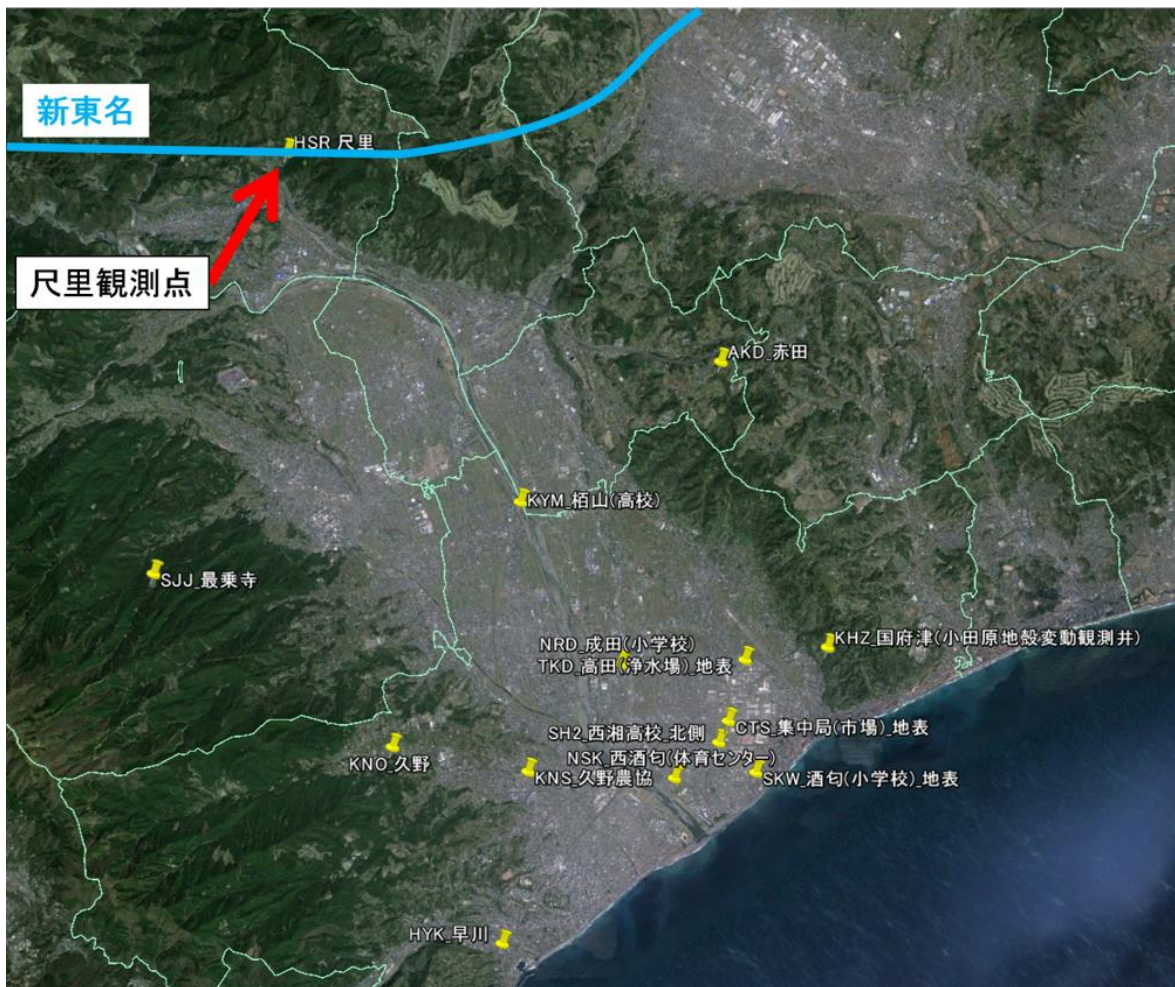 新東名
HSR_尺里
尺里観測点
AKD_赤田
KYM_栢山(高校)
SJJ_最乗寺
NRD_成田(小学校)
KHZ_国府津(小田原地殻変動観測井)
TKD_高田(浄水場)_地表
SH2_西湘高校_北側
CTS_集中局(市場)_地表
KNO_久野
NSK_西酒匂(体育センター)
KNS_久野農協
SKW_酒匂(小学校)_地表
HYK_早川